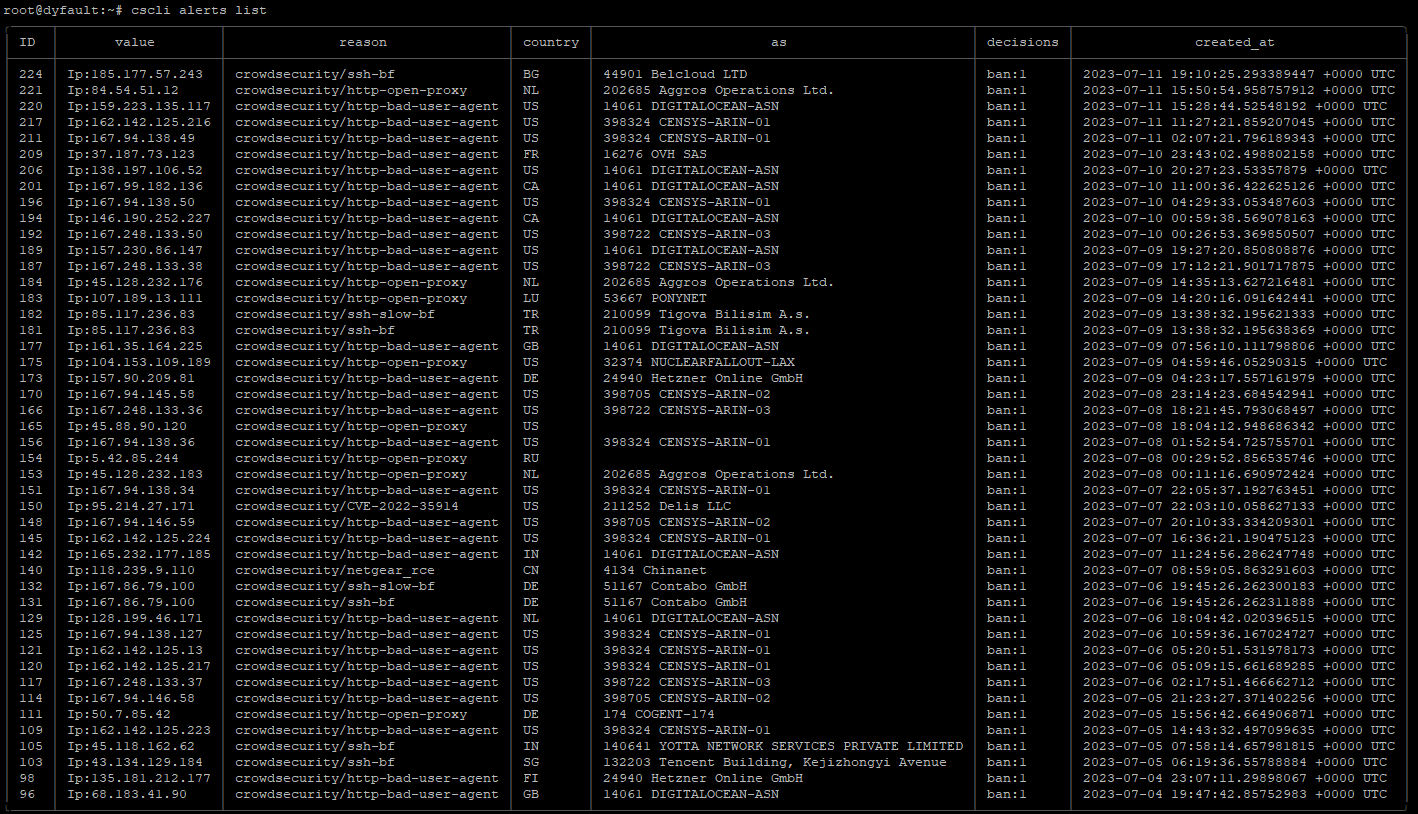 root@dyfault:~# cscli alerts list
ID value reason country as decisions created_at
224 Ip:185.177.57.243 crowdsecurity/ssh-bf BG 44901 Belcloud LTD ban:1 2023-07-11 19:10:25.293389447 +0000 UTC
221 Ip:84.54.51.12 crowdsecurity/http-open-proxy NL 202685 Aggros Operations Ltd. ban:1 2023-07-11 15:50:54.958757912 +0000 UTC
220 Ip:159.223.135.117 crowdsecurity/http-bad-user-agent US 14061 DIGITALOCEAN-ASN ban:1 2023-07-11 15:28:44.52548192 +0000 UTC
217 Ip:162.142.125.216 crowdsecurity/http-bad-user-agent US 398324 CENSYS-ARIN-01 ban:1 2023-07-11 11:27:21.859207045 +0000 UTC
211 Ip:167.94.138.49 crowdsecurity/http-bad-user-agent US 398324 CENSYS-ARIN-01 ban:1 2023-07-11 02:07:21.796189343 +0000 UTC
209 Ip:37.187.73.123 crowdsecurity/http-bad-user-agent FR 16276 OVH SAS ban:1 2023-07-10 23:43:02.498802158 +0000 UTC
206 Ip:138.197.106.52 crowdsecurity/http-bad-user-agent US 14061 DIGITALOCEAN-ASN ban:1 2023-07-10 20:27:23.53357879 +0000 UTC
201 Ip:167.99.182.136 crowdsecurity/http-bad-user-agent CA 14061 DIGITALOCEAN-ASN ban:1 2023-07-10 11:00:36.422625126 +0000 UTC
196 Ip:167.94.138.50 crowdsecurity/http-bad-user-agent US 398324 CENSYS-ARIN-01 ban:1 2023-07-10 04:29:33.053487603 +0000 UTC
194 Ip:146.190.252.227 crowdsecurity/http-bad-user-agent CA 14061 DIGITALOCEAN-ASN ban:1 2023-07-10 00:59:38.569078163 +0000 UTC
192 Ip:167.248.133.50 crowdsecurity/http-bad-user-agent US 398722 CENSYS-ARIN-03 ban:1 2023-07-10 00:26:53.369850507 +0000 UTC
189 Ip:157.230.86.147 crowdsecurity/http-bad-user-agent US 14061 DIGITALOCEAN-ASN ban:1 2023-07-09 19:27:20.850808876 +0000 UTC
187 Ip:167.248.133.38 crowdsecurity/http-bad-user-agent US 398722 CENSYS-ARIN-03 ban:1 2023-07-09 17:12:21.901717875 +0000 UTC
184 Ip:45.128.232.176 crowdsecurity/http-open-proxy NL 202685 Aggros Operations Ltd. ban:1 2023-07-09 14:35:13.627216481 +0000 UTC
183 Ip:107.189.13.111 crowdsecurity/http-open-proxy LU 53667 PONYNET ban:1 2023-07-09 14:20:16.091642441 +0000 UTC
182 Ip:85.117.236.83 crowdsecurity/ssh-slow-bf TR 210099 Tigova Bilisim A.s. ban:1 2023-07-09 13:38:32.195621333 +0000 UTC
181 Ip:85.117.236.83 crowdsecurity/ssh-bf TR 210099 Tigova Bilisim A.s. ban:1 2023-07-09 13:38:32.195638369 +0000 UTC
177 Ip:161.35.164.225 crowdsecurity/http-bad-user-agent GB 14061 DIGITALOCEAN-ASN ban:1 2023-07-09 07:56:10.111798806 +0000 UTC
175 Ip:104.153.109.189 crowdsecurity/http-open-proxy US 32374 NUCLEARFALLOUT-LAX ban:1 2023-07-09 04:59:46.05290315 +0000 UTC
173 Ip:157.90.209.81 crowdsecurity/http-bad-user-agent DE 24940 Hetzner Online GmbH ban:1 2023-07-09 04:23:17.557161979 +0000 UTC
170 Ip:167.94.145.58 crowdsecurity/http-bad-user-agent US 398705 CENSYS-ARIN-02 ban:1 2023-07-08 23:14:23.684542941 +0000 UTC
166 Ip:167.248.133.36 crowdsecurity/http-bad-user-agent US 398722 CENSYS-ARIN-03 ban:1 2023-07-08 18:21:45.793068497 +0000 UTC
165 Ip:45.88.90.120 crowdsecurity/http-open-proxy US ban:1 2023-07-08 18:04:12.948686342 +0000 UTC
156 Ip:167.94.138.36 crowdsecurity/http-bad-user-agent US 398324 CENSYS-ARIN-01 ban:1 2023-07-08 01:52:54.725755701 +0000 UTC
154 Ip:5.42.85.244 crowdsecurity/http-open-proxy RU ban:1 2023-07-08 00:29:52.856535746 +0000 UTC
153 Ip:45.128.232.183 crowdsecurity/http-open-proxy NL 202685 Aggros Operations Ltd. ban:1 2023-07-08 00:11:16.690972424 +0000 UTC
151 Ip:167.94.138.34 crowdsecurity/http-bad-user-agent US 398324 CENSYS-ARIN-01 ban:1 2023-07-07 22:05:37.192763451 +0000 UTC
150 Ip:95.214.27.171 crowdsecurity/CVE-2022-35914 US 211252 Delis LLC ban:1 2023-07-07 22:03:10.058627133 +0000 UTC
148 Ip:167.94.146.59 crowdsecurity/http-bad-user-agent US 398705 CENSYS-ARIN-02 ban:1 2023-07-07 20:10:33.334209301 +0000 UTC
145 Ip:162.142.125.224 crowdsecurity/http-bad-user-agent US 398324 CENSYS-ARIN-01 ban:1 2023-07-07 16:36:21.190475123 +0000 UTC
142 Ip:165.232.177.185 crowdsecurity/http-bad-user-agent IN 14061 DIGITALOCEAN-ASN ban:1 2023-07-07 11:24:56.286247748 +0000 UTC
140 Ip:118.239.9.110 crowdsecurity/netgear_rce CN 4134 Chinanet ban:1 2023-07-07 08:59:05.863291603 +0000 UTC
132 Ip:167.86.79.100 crowdsecurity/ssh-slow-bf DE 51167 Contabo GmbH ban:1 2023-07-06 19:45:26.262300183 +0000 UTC
131 Ip:167.86.79.100 crowdsecurity/ssh-bf DE 51167 Contabo GmbH ban:1 2023-07-06 19:45:26.262311888 +0000 UTC
129 Ip:128.199.46.171 crowdsecurity/http-bad-user-agent NL 14061 DIGITALOCEAN-ASN ban:1 2023-07-06 18:04:42.020396515 +0000 UTC
125 Ip:167.94.138.127 crowdsecurity/http-bad-user-agent US 398324 CENSYS-ARIN-01 ban:1 2023-07-06 10:59:36.167024727 +0000 UTC
121 Ip:162.142.125.13 crowdsecurity/http-bad-user-agent US 398324 CENSYS-ARIN-01 ban:1 2023-07-06 05:20:51.531978173 +0000 UTC
120 Ip:162.142.125.217 crowdsecurity/http-bad-user-agent US 398324 CENSYS-ARIN-01 ban:1 2023-07-06 05:09:15.661689285 +0000 UTC
117 Ip:167.248.133.37 crowdsecurity/http-bad-user-agent US 398722 CENSYS-ARIN-03 ban:1 2023-07-06 02:17:51.466662712 +0000 UTC
114 Ip:167.94.146.58 crowdsecurity/http-bad-user-agent US 398705 CENSYS-ARIN-02 ban:1 2023-07-05 21:23:27.371402256 +0000 UTC
111 Ip:50.7.85.42 crowdsecurity/http-open-proxy DE 174 COGENT-174 ban:1 2023-07-05 15:56:42.664906871 +0000 UTC
109 Ip:162.142.125.223 crowdsecurity/http-bad-user-agent US 398324 CENSYS-ARIN-01 ban:1 2023-07-05 14:43:32.497099635 +0000 UTC
105 Ip:45.118.162.62 crowdsecurity/ssh-bf IN 140641 YOTTA NETWORK SERVICES PRIVATE LIMITED ban:1 2023-07-05 07:58:14.657981815 +0000 UTC
103 Ip:43.134.129.184 crowdsecurity/ssh-bf SG 132203 Tencent Building, Kejizhongyi Avenue ban:1 2023-07-05 06:19:36.55788884 +0000 UTC
98 Ip:135.181.212.177 crowdsecurity/http-bad-user-agent FI 24940 Hetzner Online GmbH ban:1 2023-07-04 23:07:11.29898067 +0000 UTC
96 Ip:68.183.41.90 crowdsecurity/http-bad-user-agent GB 14061 DIGITALOCEAN-ASN ban:1 2023-07-04 19:47:42.85752983 +0000 UTC